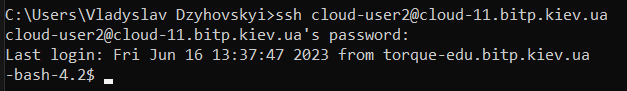 C:\Users\Vladyslav Dzyhovskyi>ssh cloud-user2@cloud-11.bitp.kiev.ua
cloud-user2@cloud-11.bitp.kiev.ua's password:
Last login: Fri Jun 16 13:37:47 2023 from torque-edu.bitp.kiev.ua
-bash-4.2$